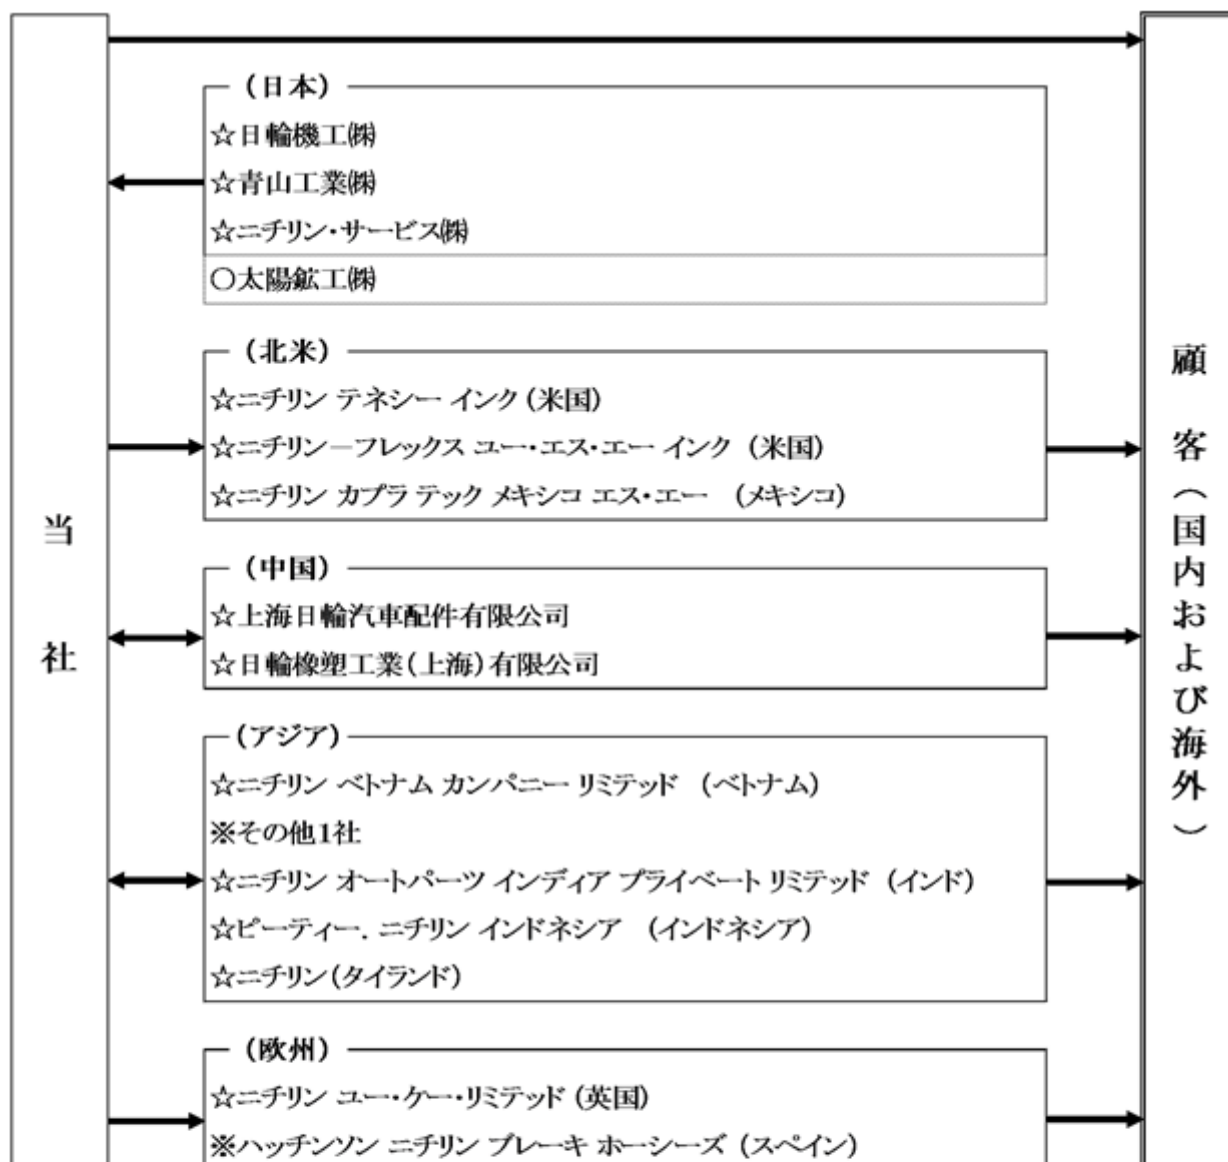 (日本)
☆日輪機工㈱
☆青山工業㈱
☆ニチリン・サービス㈱
○太陽鉱工㈱
(北米)
☆ニチリン テネシー インク (米国)
☆ニチリン－フレックス ユー・エス・エー インク (米国)
☆ニチリン カプラ テック メキシコ エス・エー (メキシコ)
当社
(中国)
☆上海日輪汽車配件有限公司
☆日輪橡塑工業(上海)有限公司
(アジア)
☆ニチリン ベトナム カンパニー リミテッド (ベトナム)
※その他1社
☆ニチリン オートパーツ インディア プライベート リミテッド (インド)
☆ピーティー. ニチリン インドネシア (インドネシア)
☆ニチリン(タイランド)
(欧州)
☆ニチリン ユー・ケー・リミテッド (英国)
※ハッチンソン ニチリン ブレーキ ホーシーズ (スペイン)
顧客(国内および海外)